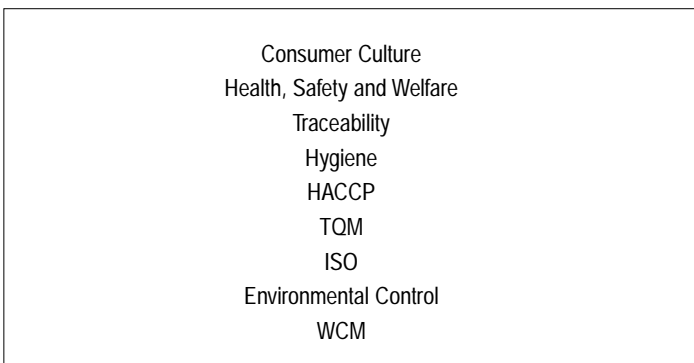 Consumer Culture
Health, Safety and Welfare
Traceability
Hygiene
HACCP
TQM
ISO
Environmental Control
WCM